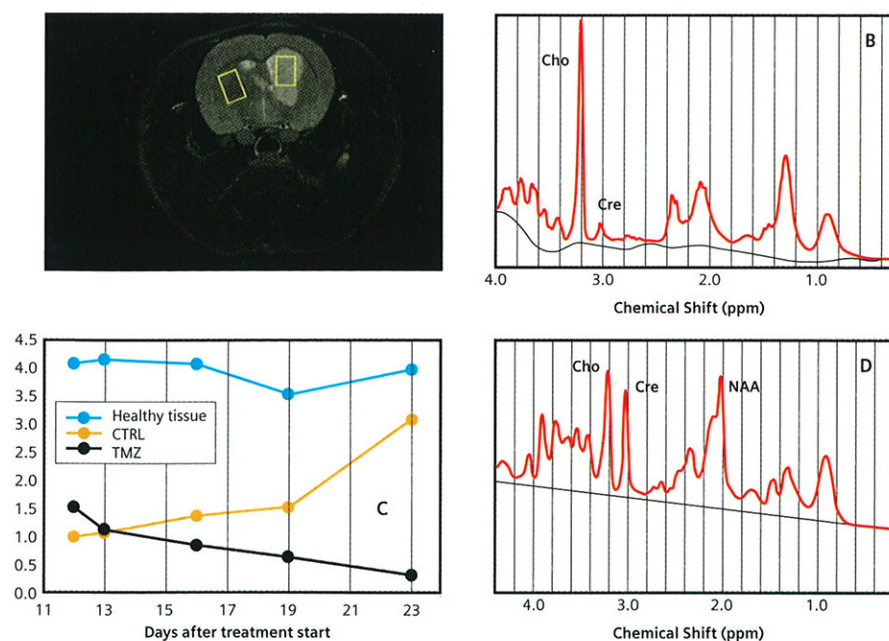 B
Cho
Cre
4.0 3.0 2.0 1.0
Chemical Shift (ppm)
4.5
4.0
3.5
3.0
2.5
2.0
1.5
1.0
0.5
0.0
Healthy tissue
CTRL
TMZ
C
11 13 15 17 19 21 23
Days after treatment start
D
Cho
Cre
NAA
4.0 3.0 2.0 1.0
Chemical Shift (ppm)